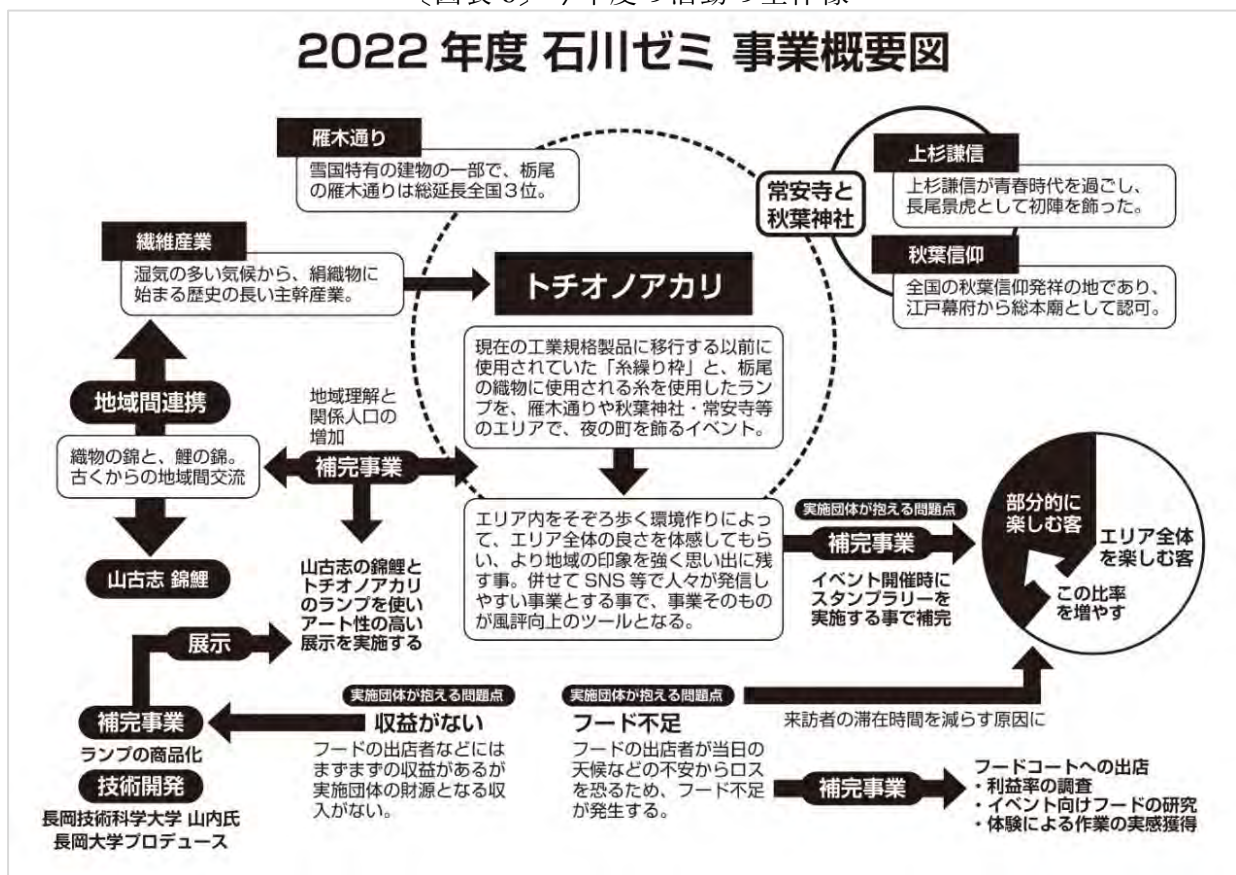 2022 年度 石川ゼミ 事業概要図
雁木通り
雪国特有の建物の一部で、栃尾
の雁木通りは総延長全国3位。
常安寺と
秋葉神社
上杉謙信
上杉謙信が青春時代を過ごし、
長尾景虎として初陣を飾った。
秋葉信仰
全国の秋葉信仰発祥の地であり、
江戸幕府から総本廟として認可。
繊維産業
湿気の多い気候から、絹織物に
始まる歴史の長い主幹産業。
トチオノアカリ
現在の工業規格製品に移行する以前に
使用されていた「糸繰り枠」と、栃尾
の織物に使用される糸を使用したラン
プを、雁木通りや秋葉神社・常安寺等
のエリアで、夜の町を飾るイベント。
地域間連携
織物の錦と、鯉の錦。
古くからの地域間交流
山古志 錦鯉
地域理解と
関係人口の
増加
補完事業
山古志の錦鯉と
トチオノアカリ
のランプを使い
アート性の高い
展示を実施する
エリア内をそぞろ歩く環境作りによっ
て、エリア全体の良さを体感してもら
い、より地域の印象を強く思い出に残
す事。併せて SNS 等で人々が発信し
やすい事業とする事で、事業そのもの
が風評向上のツールとなる。
実施団体が抱える問題点
補完事業
イベント開催時に
スタンプラリーを
実施する事で補完
部分的に
楽しむ客
エリア全体
を楽しむ客
この比率
を増やす
展示
補完事業
ランプの商品化
技術開発
長岡技術科学大学 山内氏
長岡大学プロデュース
実施団体が抱える問題点
収益がない
フードの出店者などには
まずまずの収益があるが
実施団体の財源となる収
入がない。
実施団体が抱える問題点
フード不足
フードの出店者が当日の
天候などの不安からロス
を恐るため、フード不足
が発生する。
来訪者の滞在時間を減らす原因に
補完事業
フードコートへの出店
・利益率の調査
・イベント向けフードの研究
・体験による作業の実感獲得